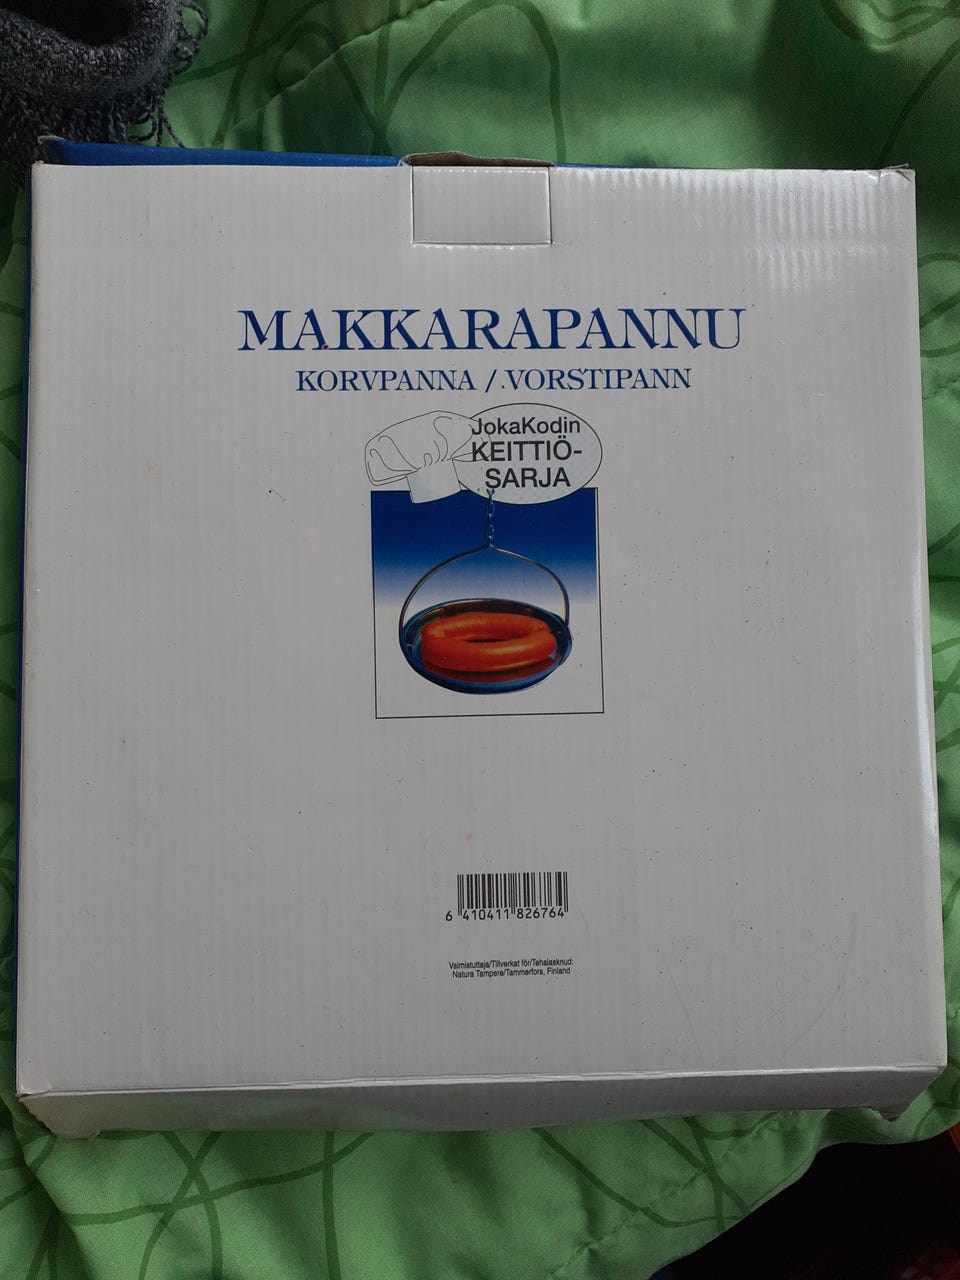 MAKKARAPANNU
KORVPANNA / VORSTIPANN
JokaKodin
KEITTIÖ-
SARJA
6 410411 826764
Valmistuttaja/Tillverkat för/Tehalasknud:
Natura Tampere/Tammerfors, Finland